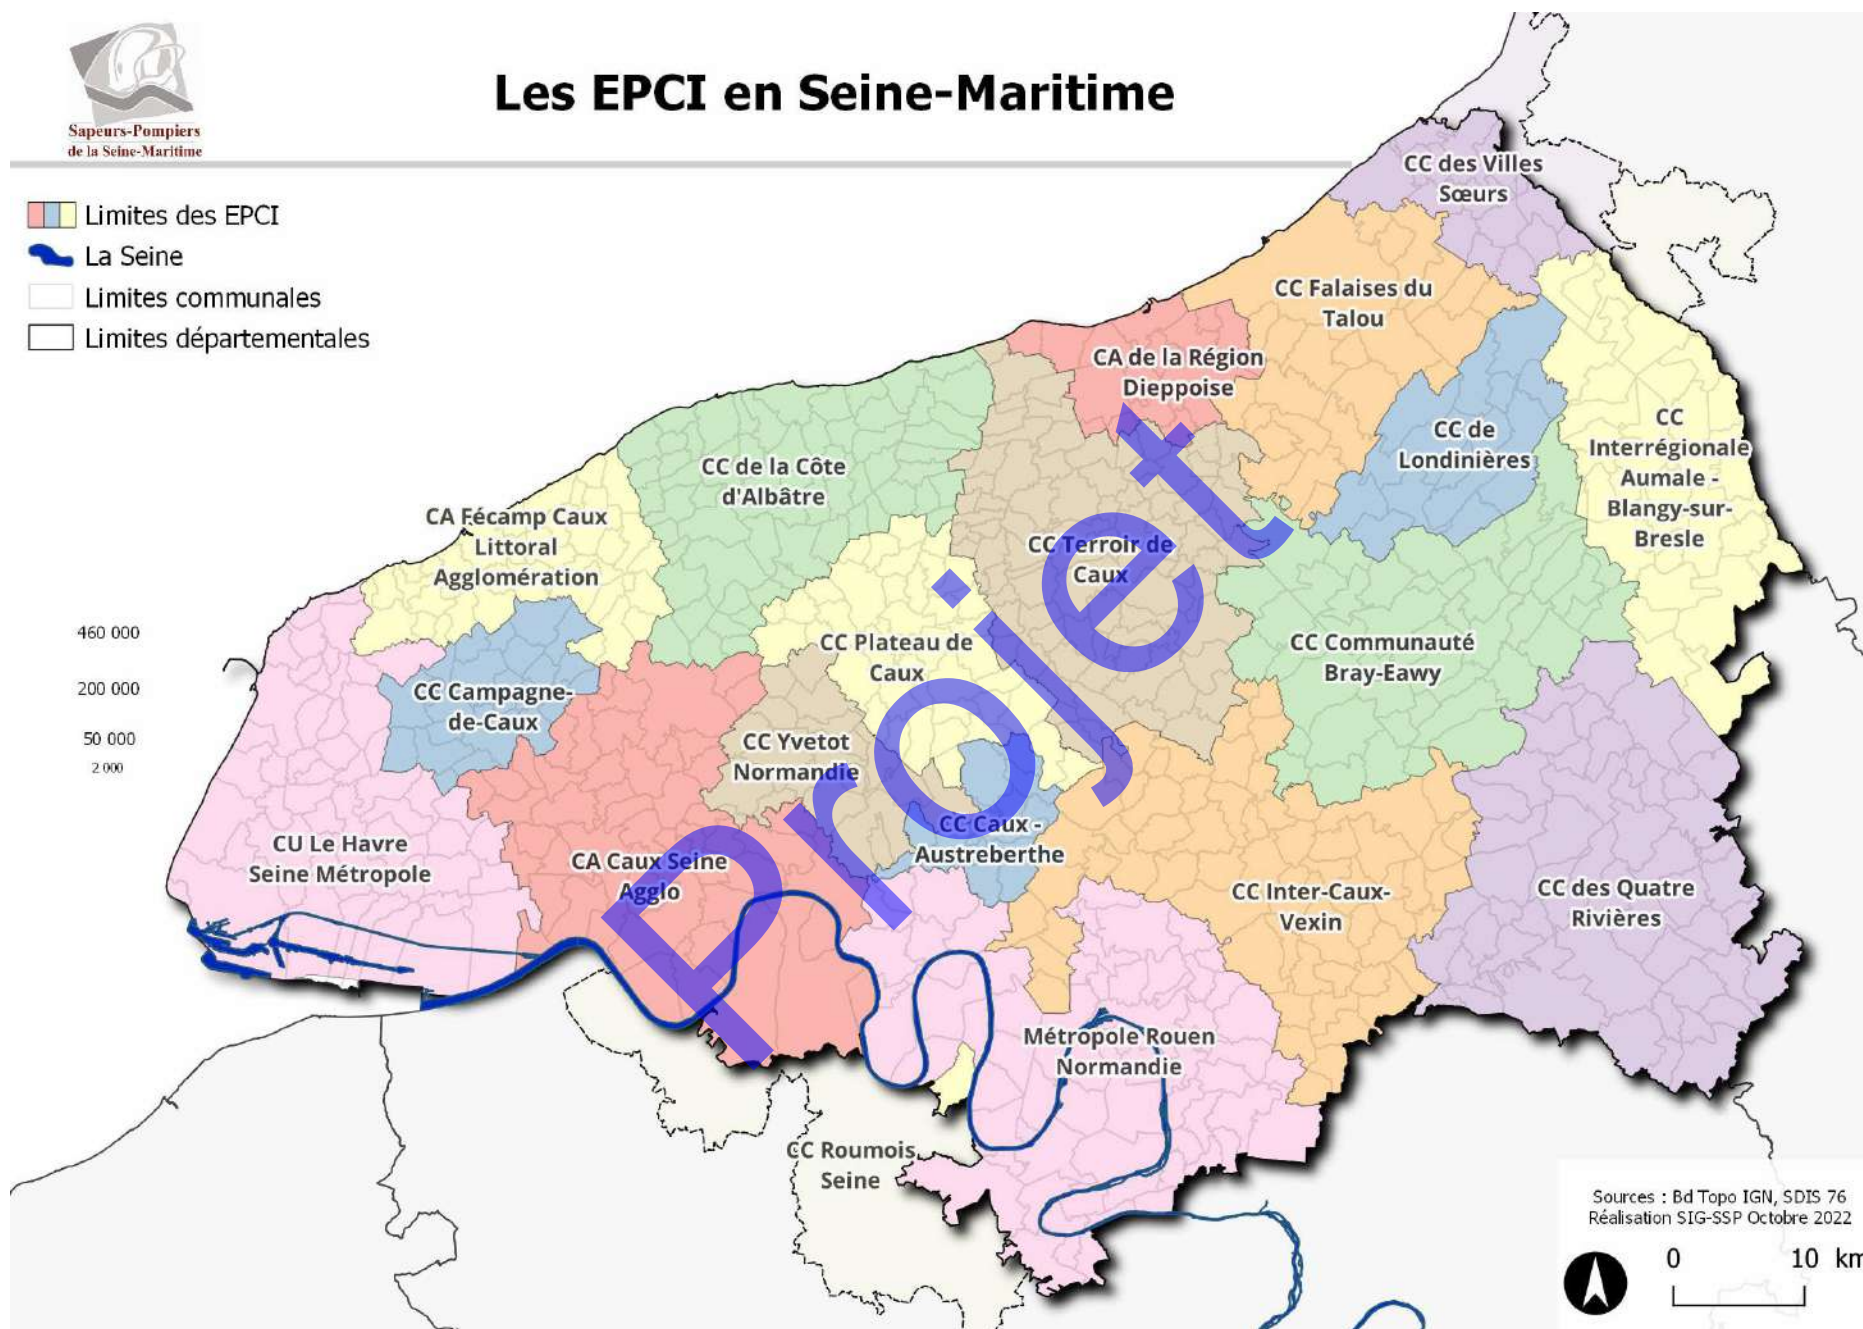 Sapeurs-Pompiers
de la Seine-Maritime
Les EPCI en Seine-Maritime
Limites des EPCI
La Seine
Limites communales
Limites départementales
CC des Villes
Sœurs
CC Falaises du
Talou
CA de la Région
Dieppoise
CC de
Londinières
CC
Interrégionale
Aumale -
Blangy-sur-
Bresle
CC de la Côte
d'Albâtre
CA Fécamp Caux
Littoral
Agglomération
CC Terroir de
Caux
460 000
200 000
50 000
2 000
CC Plateau de
Caux
CC Communauté
Bray-Eawy
CC Campagne-
de-Caux
CC Yvetot
Normandie
CC Caux -
Austreberthe
CU Le Havre
Seine Métropole
CA Caux Seine
Agglo
CC Inter-Caux-
Vexin
CC des Quatre
Rivières
Métropole Rouen
Normandie
CC Roumois
Seine
Projet
Sources : Bd Topo IGN, SDIS 76
Réalisation SIG-SSP Octobre 2022
0 10 km